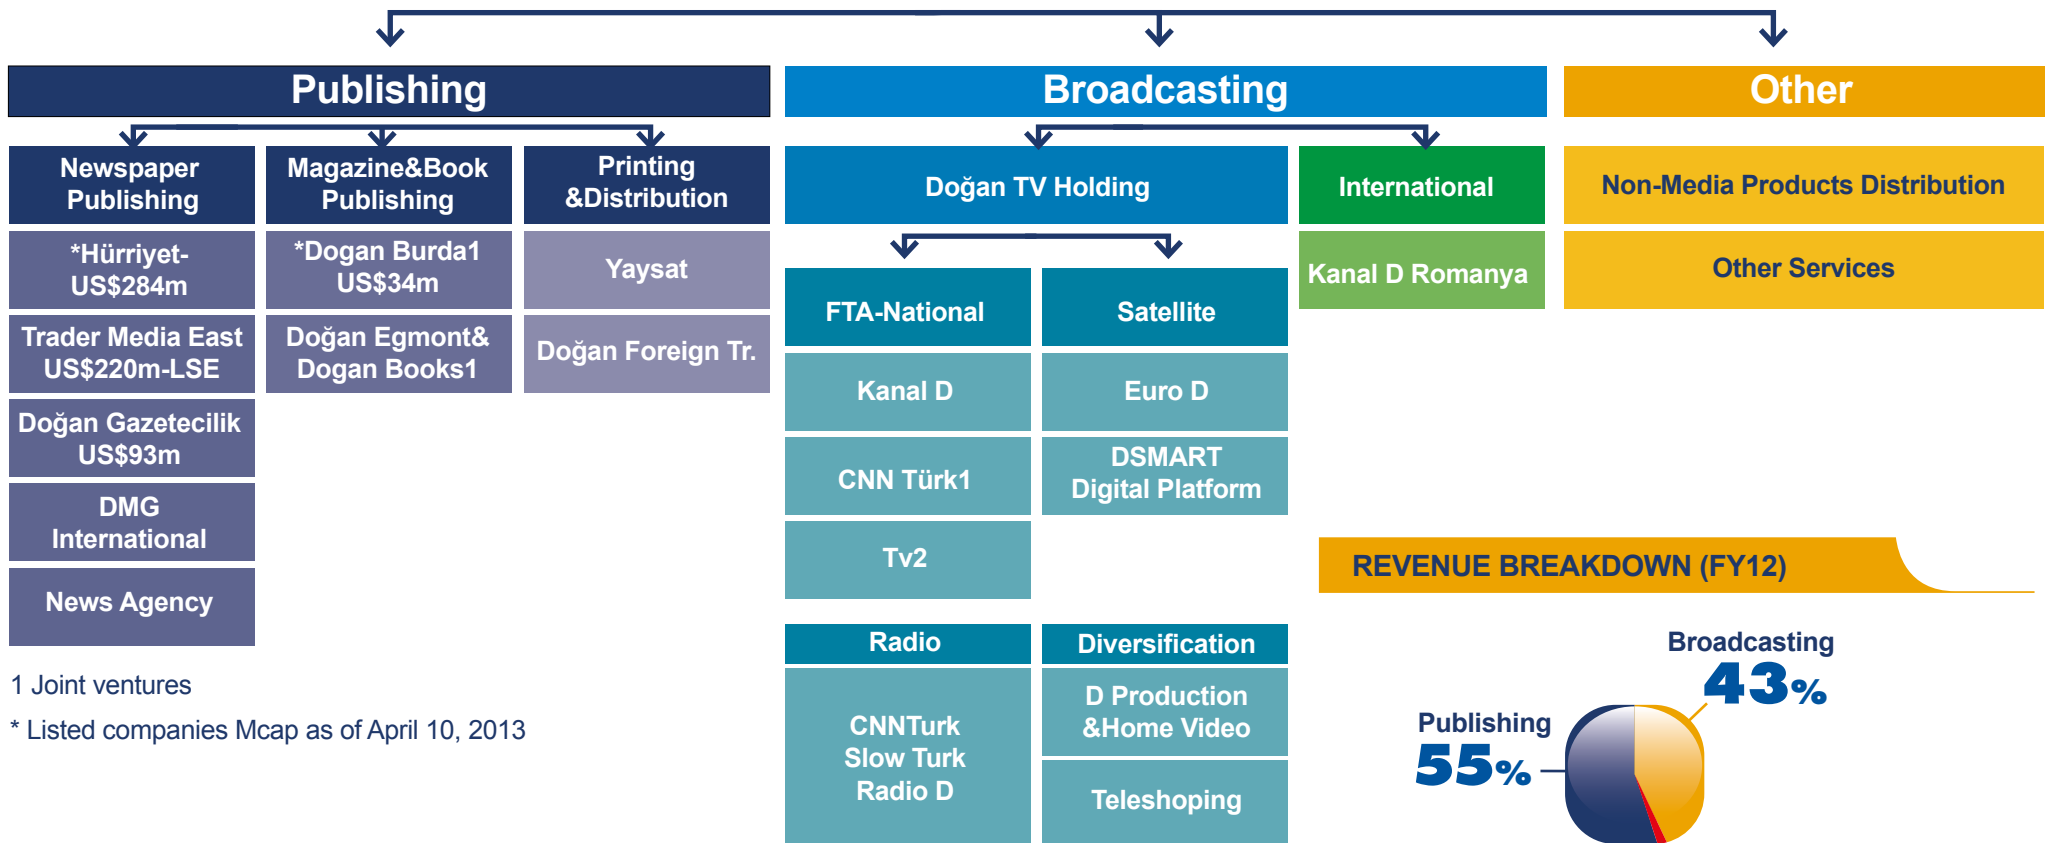 Publishing
Broadcasting
Other
Newspaper
Publishing
Magazine&Book
Publishing
Printing
&Distribution
Doğan TV Holding
International
Non-Media Products Distribution
*Hürriyet-
US$284m
*Dogan Burda1
US$34m
Yaysat
Kanal D Romanya
Other Services
FTA-National
Satellite
Trader Media East
US$220m-LSE
Doğan Egmont&
Dogan Books1
Doğan Foreign Tr.
Kanal D
Euro D
Doğan Gazetecilik
US$93m
CNN Türk1
DSMART
Digital Platform
DMG
International
Tv2
News Agency
REVENUE BREAKDOWN (FY12)
Radio
Diversification
CNNTurk
Slow Turk
Radio D
D Production
&Home Video
Teleshoping
1 Joint ventures
* Listed companies Mcap as of April 10, 2013
Broadcasting
43%
Publishing
55%